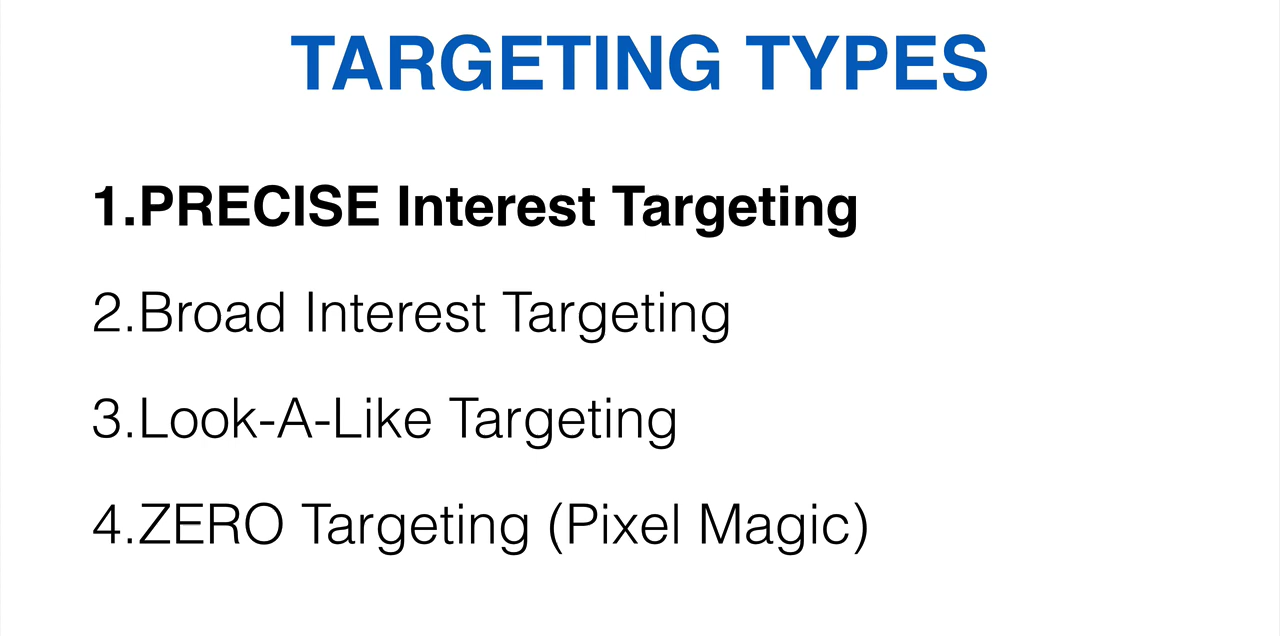 TARGETING TYPES
1.PRECISE Interest Targeting
2.Broad Interest Targeting
3.Look-A-Like Targeting
4.ZERO Targeting (Pixel Magic)